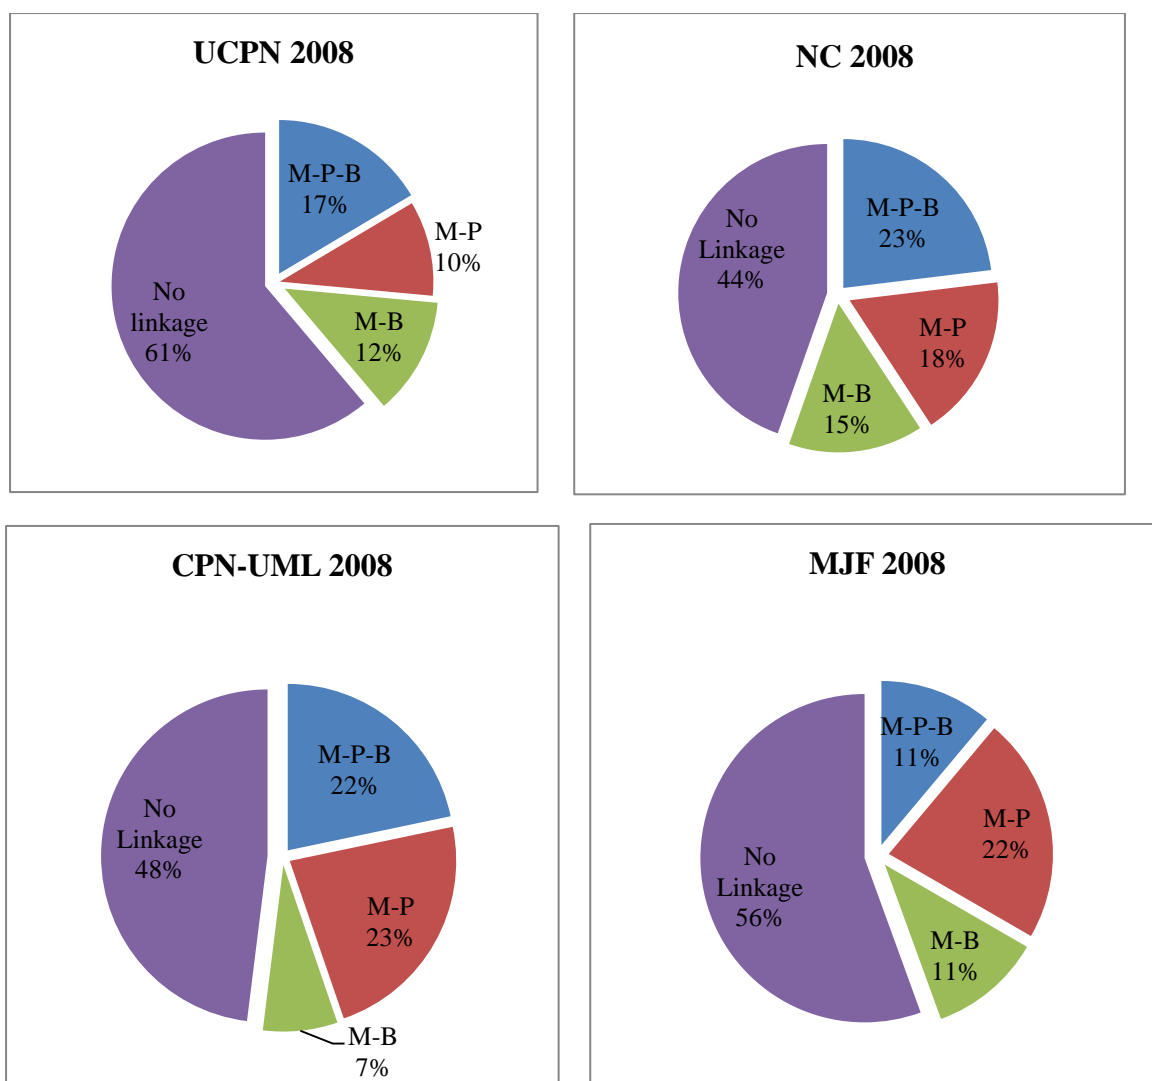 UCPN 2008
M-P-B
17%
M-P
10%
M-B
12%
No
linkage
61%
NC 2008
M-P-B
23%
M-P
18%
M-B
15%
No
Linkage
44%
CPN-UML 2008
M-P-B
22%
M-P
23%
M-B
7%
No
Linkage
48%
MJF 2008
M-P-B
11%
M-P
22%
M-B
11%
No
Linkage
56%